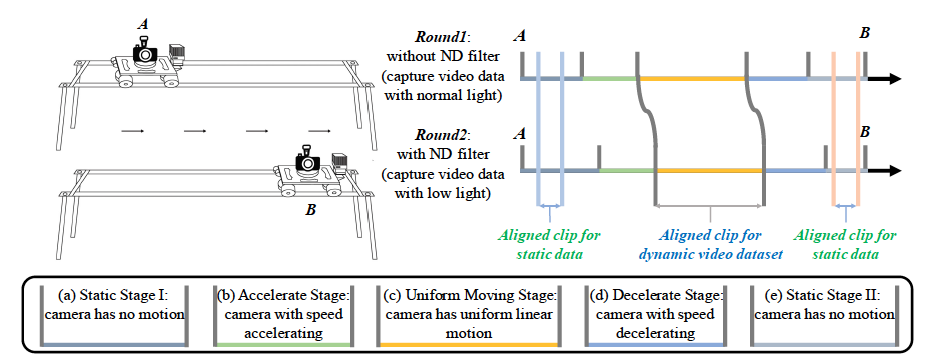 A
B
Round1:
without ND filter
(capture video data
with normal light)
Round2:
with ND filter
(capture video data
with low light)
A
B
A
B
Aligned clip for
static data
Aligned clip for
dynamic video dataset
Aligned clip for
static data
(a) Static Stage I:
camera has no motion
(b) Accelerate Stage:
camera with speed
accelerating
(c) Uniform Moving Stage:
camera has uniform linear
motion
(d) Decelerate Stage:
camera with speed
decelerating
(e) Static Stage II:
camera has no motion